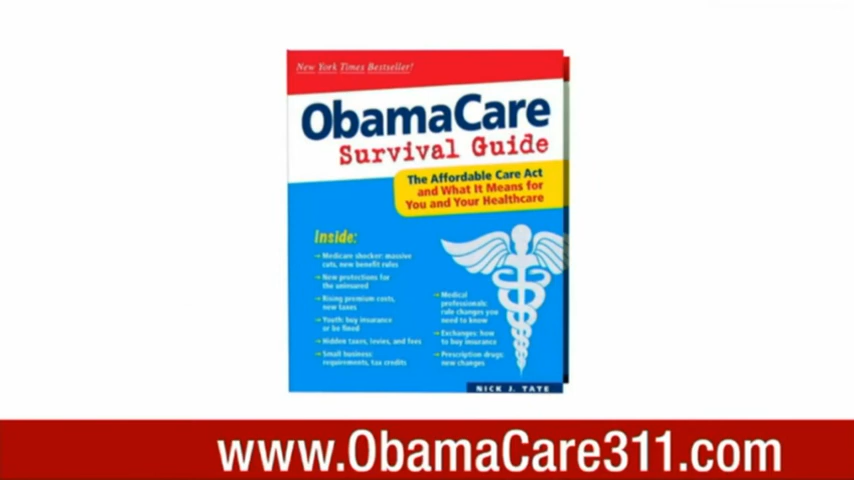 New York Times Bestseller!
ObamaCare
Survival Guide
The Affordable Care Act
and What It Means for
You and Your Healthcare
Inside:
Medicare shocker: massive
cuts, new benefit rules
New protections for
the uninsured
Rising premium costs,
new taxes
Youth: buy insurance
or be fined
Hidden taxes, levies, and fees
Small business:
requirements, tax credits
Medical
professionals:
rule changes you
need to know
Exchanges: how
to buy insurance
Prescription drugs:
new changes
NICK J. TATE
www.ObamaCare311.com